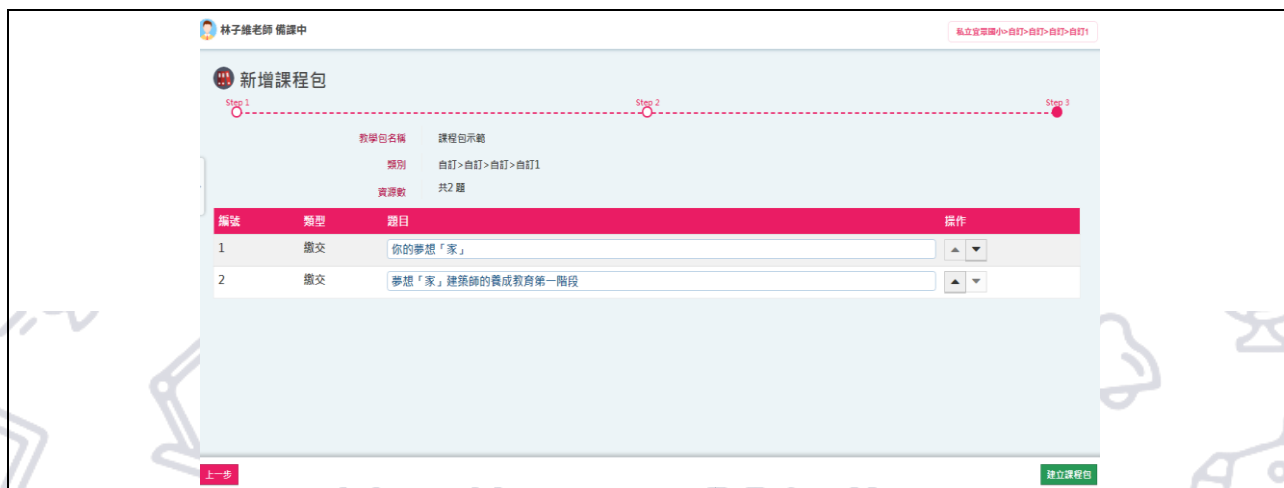 林子維老師 備課中
私立宜眾國小>自訂>自訂>自訂>自訂1
新增課程包
Step 1
Step 2
Step 3
教學包名稱 課程包示範
類別 自訂>自訂>自訂>自訂1
資源數 共2 題
編號 類型 題目 操作
1 繳交 你的夢想「家」
2 繳交 夢想「家」建築師的養成教育第一階段
上一步
建立課程包